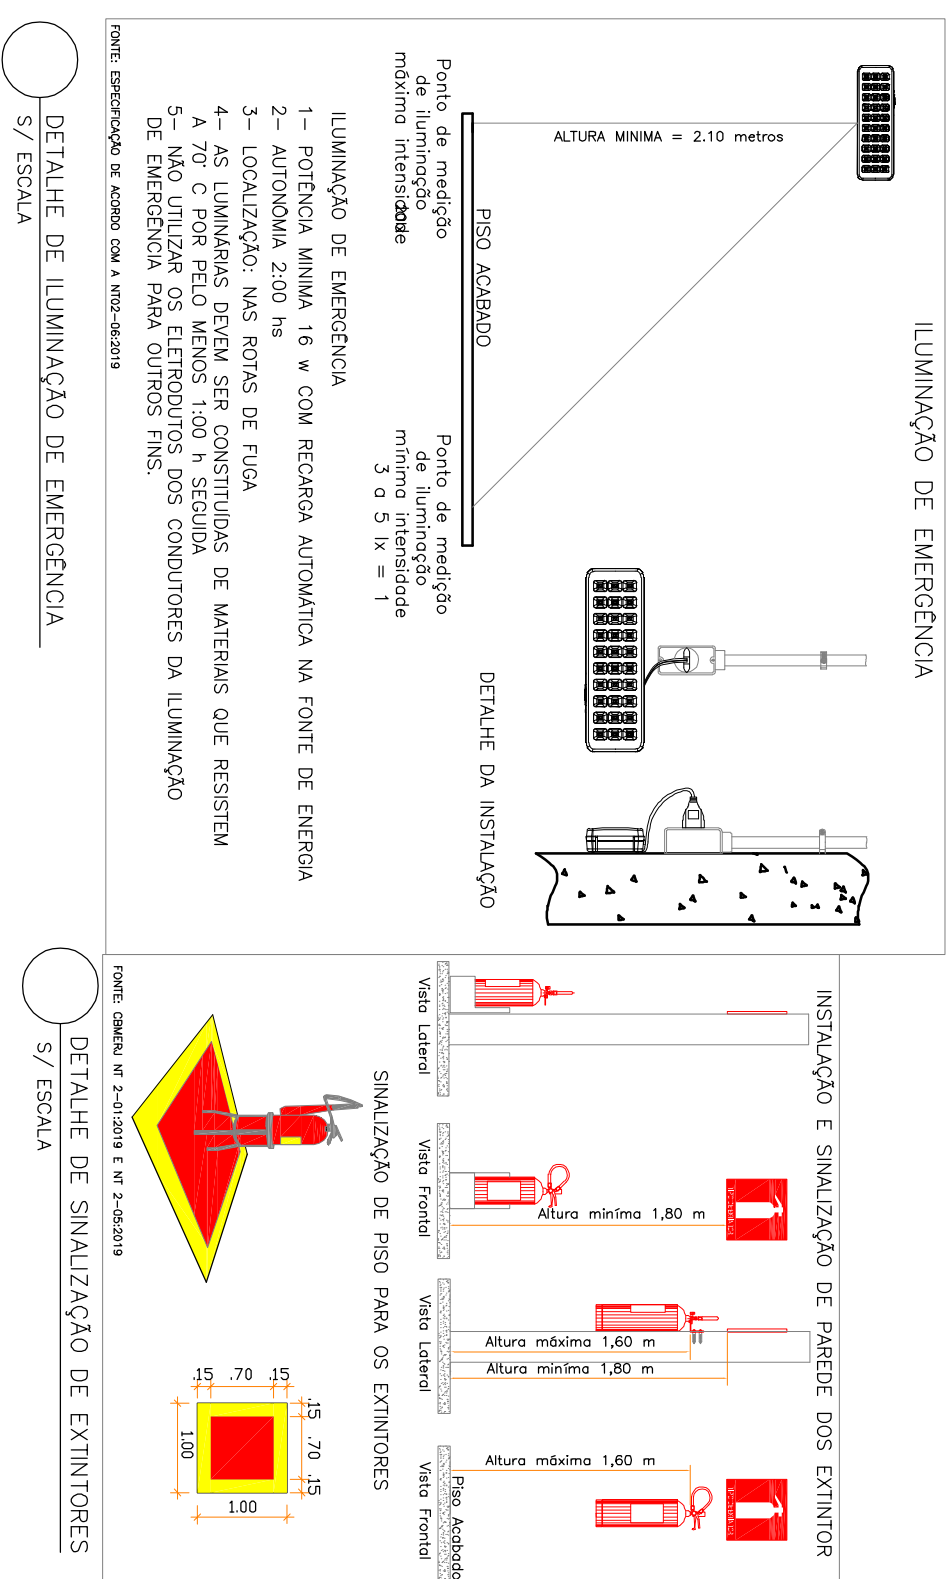 ILUMINAÇÃO DE EMERGÊNCIA
ALTURA MINIMA = 2.10 metros
PISO ACABADO
Ponto de medição
de iluminação
máxima intensidade
Ponto de medição
de iluminação
mínima intensidade
3 a 5 lx = 1
DETALHE DA INSTALAÇÃO
ILUMINAÇÃO DE EMERGÊNCIA
1– POTÊNCIA MINIMA 16 w COM RECARGA AUTOMÁTICA NA FONTE DE ENERGIA
2– AUTONOMIA 2:00 hs
3– LOCALIZAÇÃO: NAS ROTAS DE FUGA
4– AS LUMINÁRIAS DEVEM SER CONSTITUIDAS DE MATERIAIS QUE RESISTEM
A 70° C POR PELO MENOS 1:00 h SEGUIDA
5– NÃO UTILIZAR OS ELETRODUTOS DOS CONDUTORES DA ILUMINAÇÃO
DE EMERGÊNCIA PARA OUTROS FINS.
FONTE: ESPECIFICAÇÃO DE ACORDO COM A NT02–06:2019
DETALHE DE ILUMINAÇÃO DE EMERGÊNCIA
S/ ESCALA
INSTALAÇÃO E SINALIZAÇÃO DE PAREDE DOS EXTINTOR
Altura miníma 1,80 m
Altura máxima 1,60 m
Altura miníma 1,80 m
Altura máxima 1,60 m
Piso Acabado
Vista Lateral
Vista Frontal
Vista Lateral
Vista Frontal
SINALIZAÇÃO DE PISO PARA OS EXTINTORES
.15 .70 .15
.15 .70 .15
1.00
1.00
FONTE: CBMERJ NT 2–01:2019 E NT 2–05:2019
DETALHE DE SINALIZAÇÃO DE EXTINTORES
S/ ESCALA